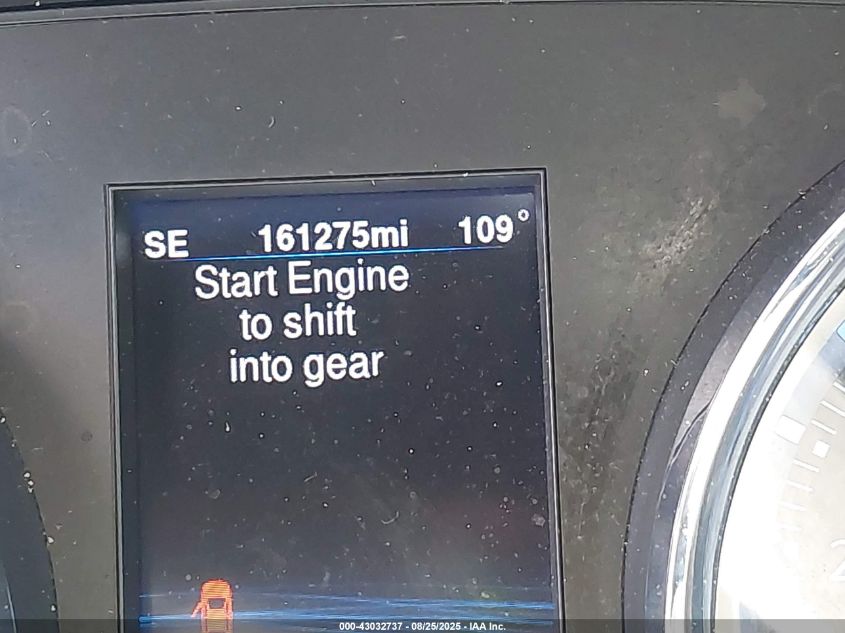 SE 161275mi 109°
Start Engine
to shift
into gear
000-43032737 - 08/25/2025 - IAA Inc.